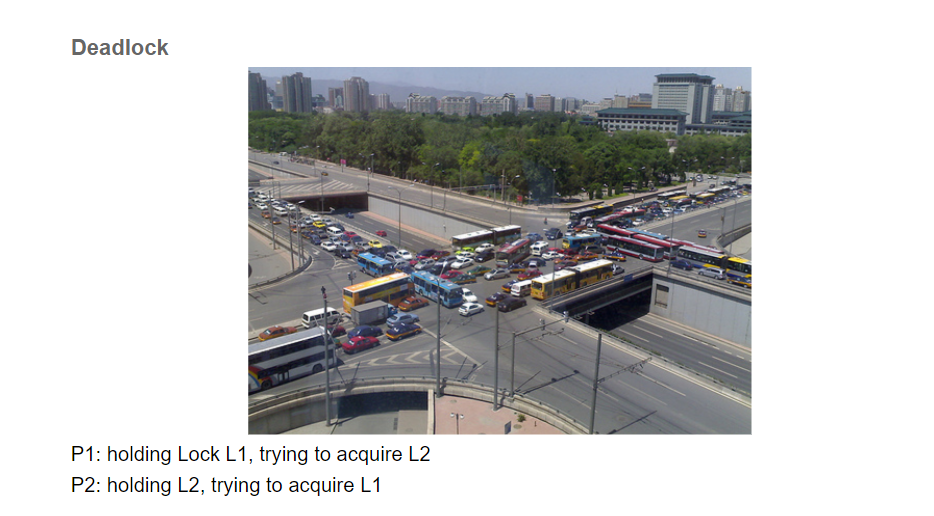 Deadlock
P1: holding Lock L1, trying to acquire L2
P2: holding L2, trying to acquire L1